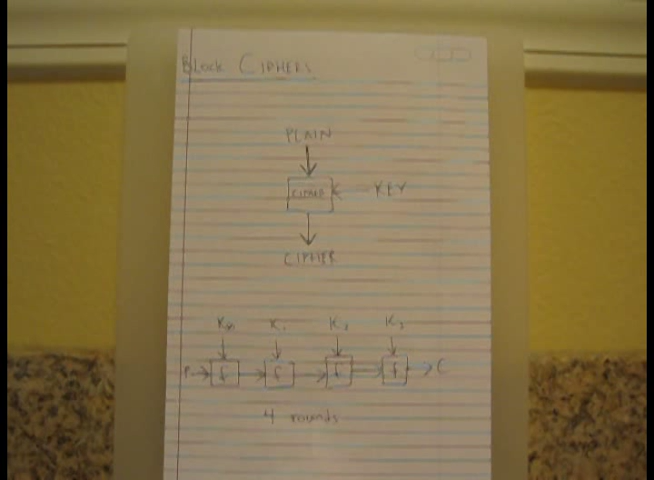 Block CIPHERS
PLAIN
CIPHER KEY
CIPHER
K₀ K₁ K₂ K₃
P f f f f C
4 rounds